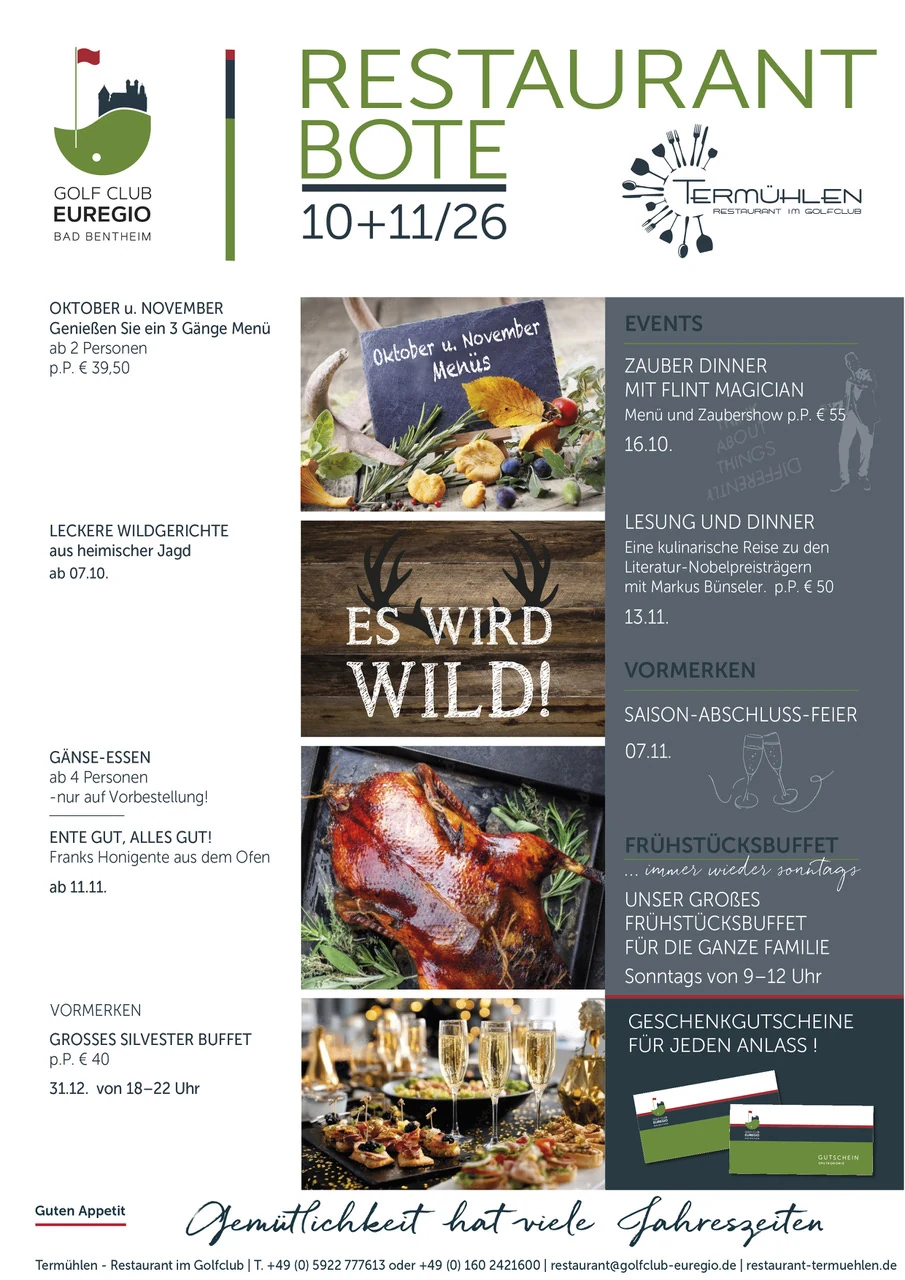 RESTAURANT
BOTE
10+11/26
GOLF CLUB
EUREGIO
BAD BENTHEIM
TERMÜHLEN
RESTAURANT IM GOLFCLUB
OKTOBER u. NOVEMBER
Genießen Sie ein 3 Gänge Menü
ab 2 Personen
p.P. € 39,50
Oktober u. November
Menüs
LECKERE WILDGERICHTE
aus heimischer Jagd
ab 07.10.
ES WIRD
WILD!
GÄNSE-ESSEN
ab 4 Personen
-nur auf Vorbestellung!
ENTE GUT, ALLES GUT!
Franks Honigente aus dem Ofen
ab 11.11.
VORMERKEN
GROSSES SILVESTER BUFFET
p.P. € 40
31.12. von 18–22 Uhr
EVENTS
ZAUBER DINNER
MIT FLINT MAGICIAN
Menü und Zaubershow p.P. € 55
16.10.
ABOUT
THINGS
DIFFERENTLY
LESUNG UND DINNER
Eine kulinarische Reise zu den
Literatur-Nobelpreisträgern
mit Markus Bünseler. p.P. € 50
13.11.
VORMERKEN
SAISON-ABSCHLUSS-FEIER
07.11.
FRÜHSTÜCKSBUFFET
... immer wieder sonntags
UNSER GROßES
FRÜHSTÜCKSBUFFET
FÜR DIE GANZE FAMILIE
Sonntags von 9–12 Uhr
GESCHENKGUTSCHEINE
FÜR JEDEN ANLASS !
EUREGIO
EUREGIO
GUTSCHEIN
Guten Appetit
Gemütlichkeit hat viele Jahreszeiten
Termühlen - Restaurant im Golfclub | T. +49 (0) 5922 777613 oder +49 (0) 160 2421600 | restaurant@golfclub-euregio.de | restaurant-termuehlen.de